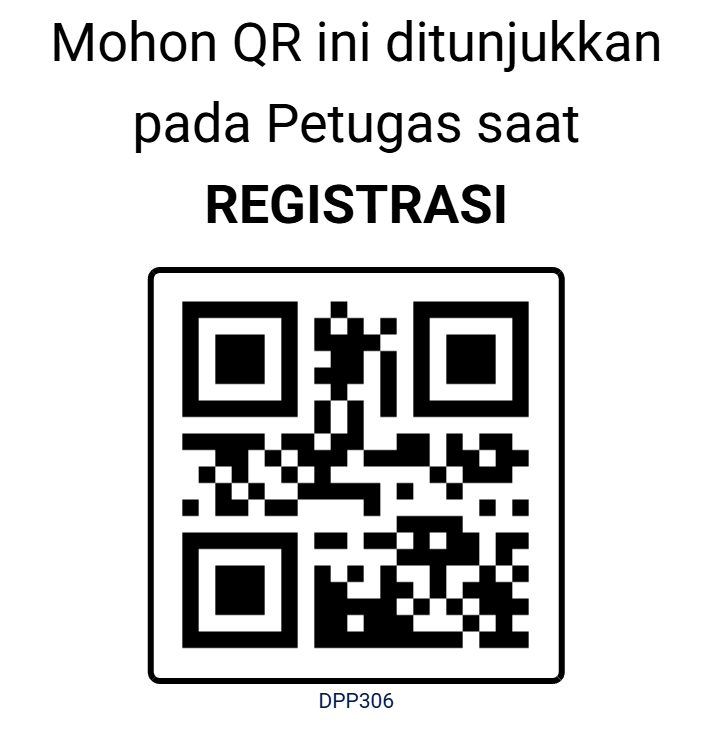 Mohon QR ini ditunjukkan
pada Petugas saat
REGISTRASI
DPP306